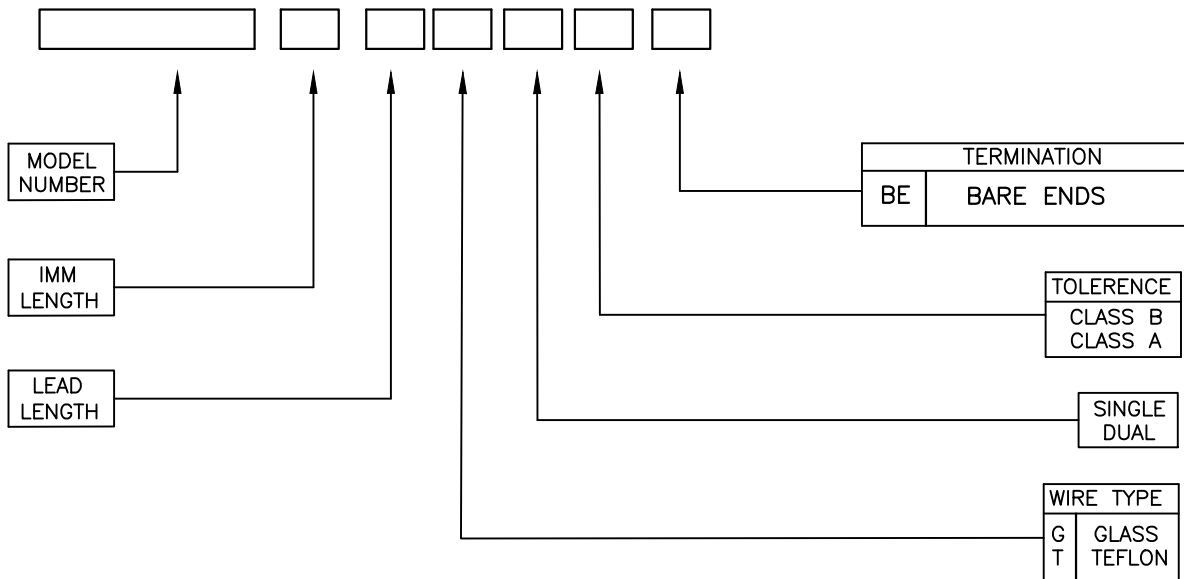 MODEL
NUMBER
IMM
LENGTH
LEAD
LENGTH
TERMINATION
BE BARE ENDS
TOLERENCE
CLASS B
CLASS A
SINGLE
DUAL
WIRE TYPE
G GLASS
T TEFLON